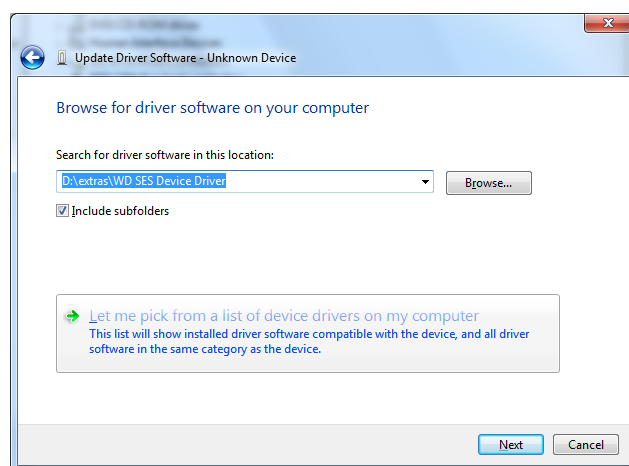 Update Driver Software - Unknown Device
Browse for driver software on your computer
Search for driver software in this location:
D:\extras\WD SES Device Driver
Browse...
Include subfolders
Let me pick from a list of device drivers on my computer
This list will show installed driver software compatible with the device, and all driver
software in the same category as the device.
Next
Cancel